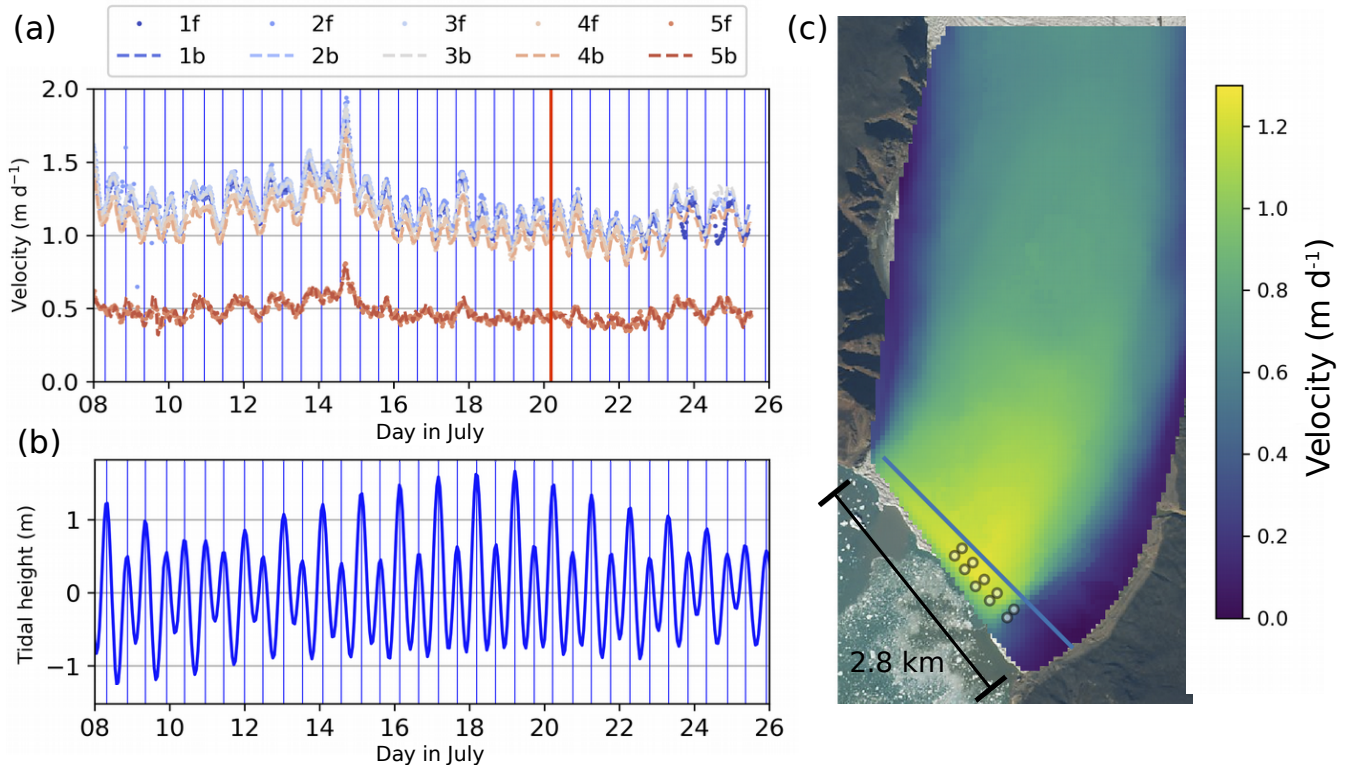 (a)
1f 2f 3f 4f 5f
1b 2b 3b 4b 5b
2.0
1.5
1.0
0.5
0.0
Velocity (m d⁻¹)
08 10 12 14 16 18 20 22 24 26
Day in July
(b)
1
0
−1
Tidal height (m)
08 10 12 14 16 18 20 22 24 26
Day in July
(c)
2.8 km
1.2
1.0
0.8
0.6
0.4
0.2
0.0
Velocity (m d⁻¹)